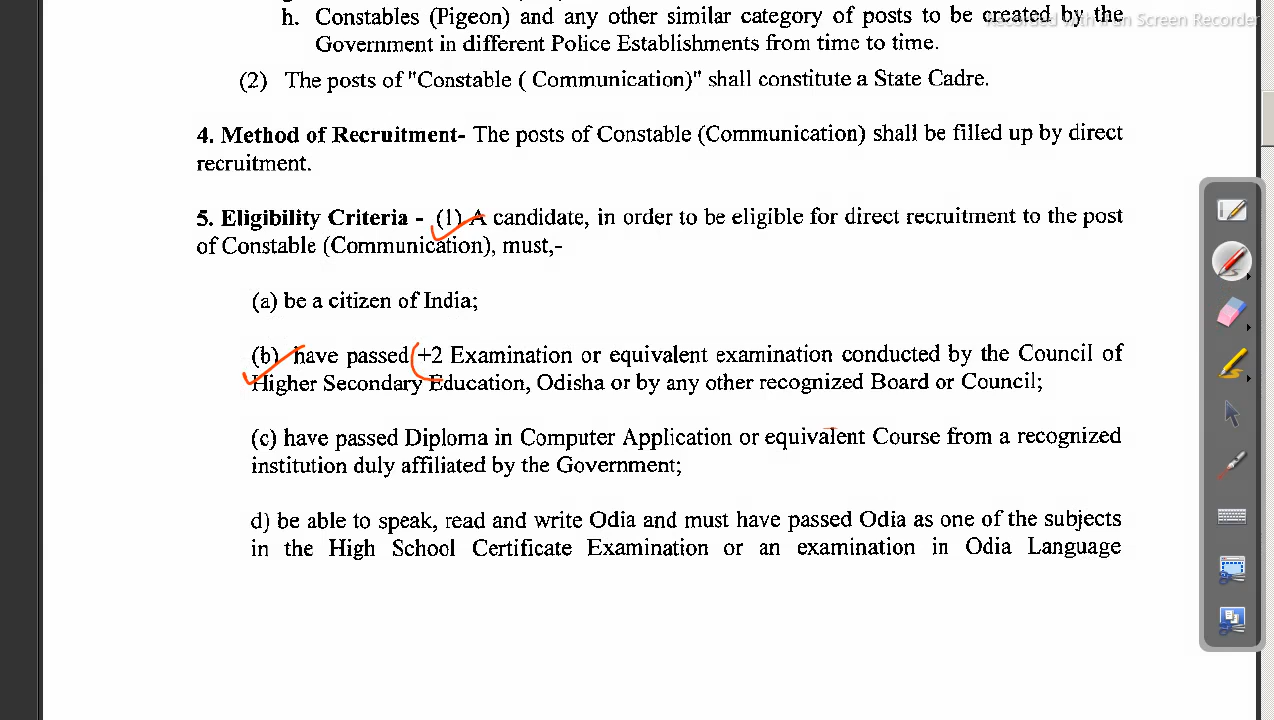 h. Constables (Pigeon) and any other similar category of posts to be created by the
Recorded with iFun Screen Recorder
Government in different Police Establishments from time to time.
(2) The posts of "Constable ( Communication)" shall constitute a State Cadre.
4. Method of Recruitment- The posts of Constable (Communication) shall be filled up by direct
recruitment.
5. Eligibility Criteria - (1) A candidate, in order to be eligible for direct recruitment to the post
of Constable (Communication), must,-
(a) be a citizen of India;
(b) have passed +2 Examination or equivalent examination conducted by the Council of
Higher Secondary Education, Odisha or by any other recognized Board or Council;
(c) have passed Diploma in Computer Application or equivalent Course from a recognized
institution duly affiliated by the Government;
d) be able to speak, read and write Odia and must have passed Odia as one of the subjects
in the High School Certificate Examination or an examination in Odia Language